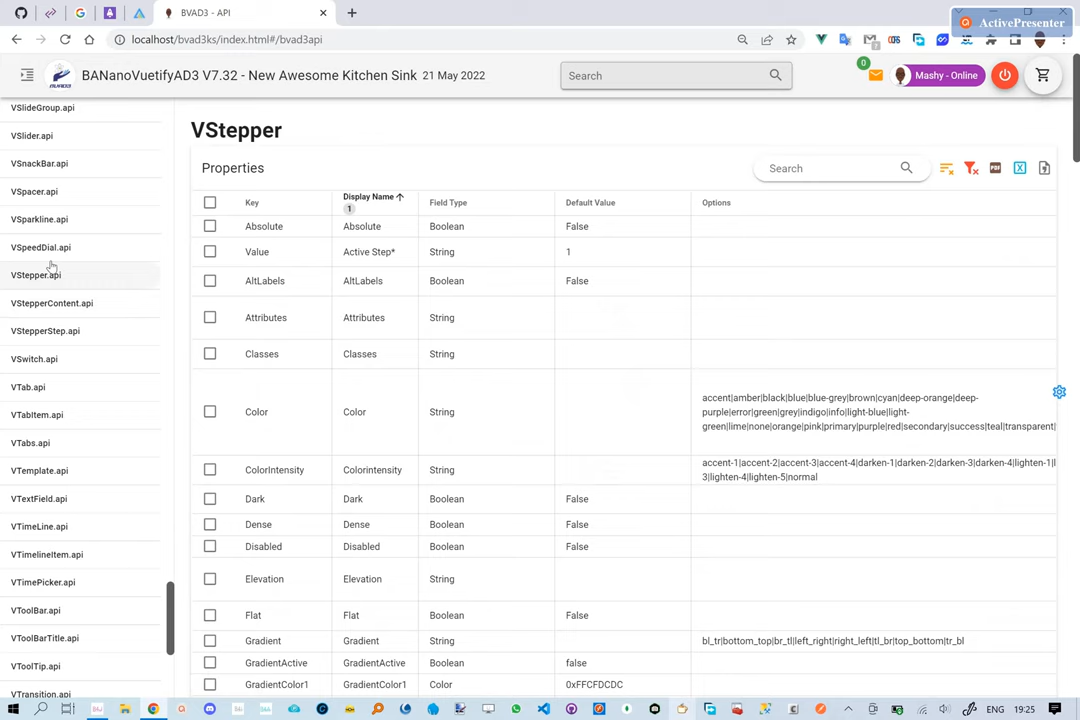 BVAD3 - API
ActivePresenter
localhost/bvad3ks/index.html#/bvad3api
BANanoVuetifyAD3 V7.32 - New Awesome Kitchen Sink 21 May 2022
Search
0
Mashy - Online
VSlideGroup.api
VSlider.api
VSnackBar.api
VSpacer.api
VSparkline.api
VSpeedDial.api
VStepper.api
VStepperContent.api
VStepperStep.api
VSwitch.api
VTab.api
VTabItem.api
VTabs.api
VTemplate.api
VTextField.api
VTimeLine.api
VTimelineItem.api
VTimePicker.api
VToolBar.api
VToolBarTitle.api
VToolTip.api
VTransition.api
VStepper
Properties
Search
Key Display Name 1 Field Type Default Value Options
Absolute Absolute Boolean False
Value Active Step* String 1
AltLabels AltLabels Boolean False
Attributes Attributes String
Classes Classes String
Color Color String
accent|amber|black|blue|blue-grey|brown|cyan|deep-orange|deep-
purple|error|green|grey|indigo|info|light-blue|light-
green|lime|none|orange|pink|primary|purple|red|secondary|success|teal|transparent|
ColorIntensity Colorintensity String
accent-1|accent-2|accent-3|accent-4|darken-1|darken-2|darken-3|darken-4|lighten-1|l
3|lighten-4|lighten-5|normal
Dark Dark Boolean False
Dense Dense Boolean False
Disabled Disabled Boolean False
Elevation Elevation String
Flat Flat Boolean False
Gradient Gradient String bl_tr|bottom_top|br_tl|left_right|right_left|tl_br|top_bottom|tr_bl
GradientActive GradientActive Boolean false
GradientColor1 GradientColor1 Color 0xFFCFDCDC
ENG 19:25